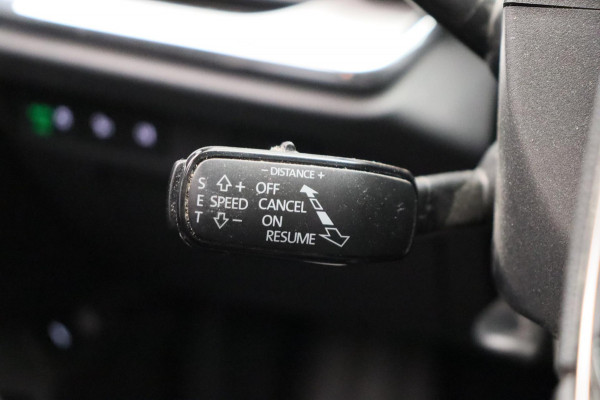 - DISTANCE +
S + OFF
E SPEED CANCEL
T - ON
RESUME